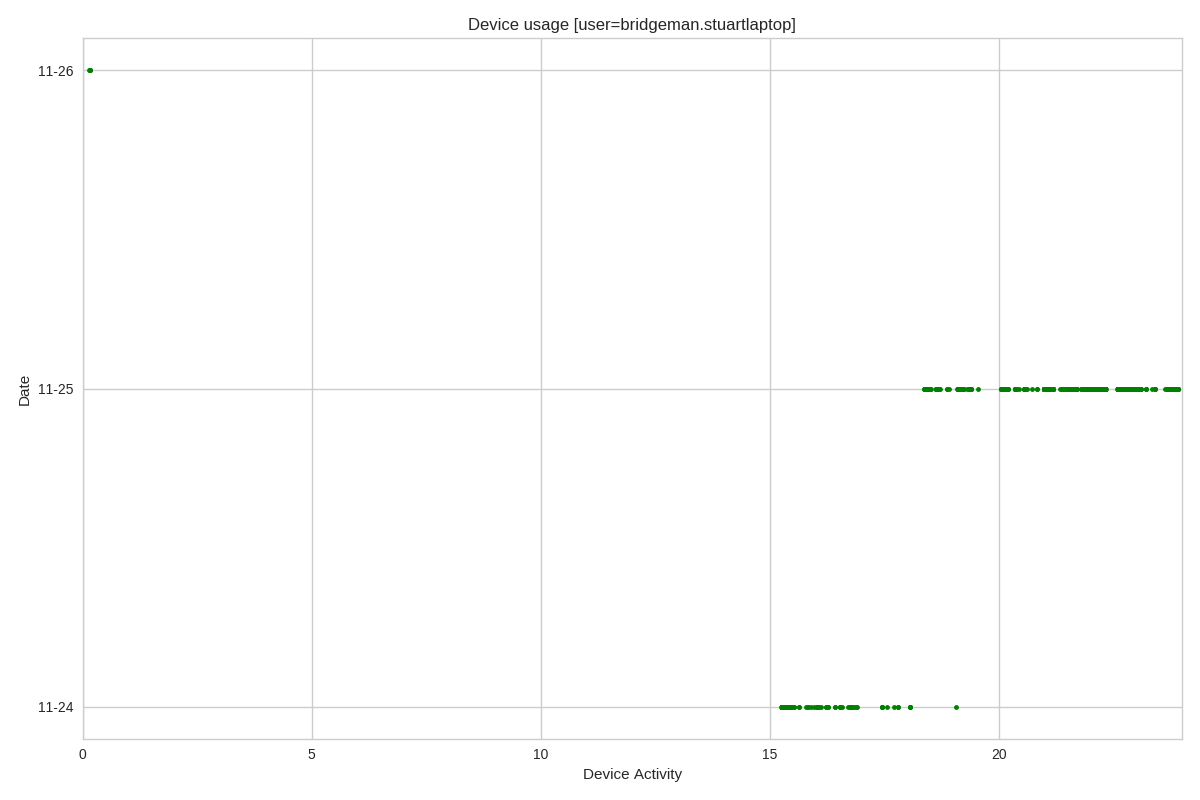 Device usage [user=bridgeman.stuartlaptop]
11-26
11-25
11-24
Date
0 5 10 15 20
Device Activity